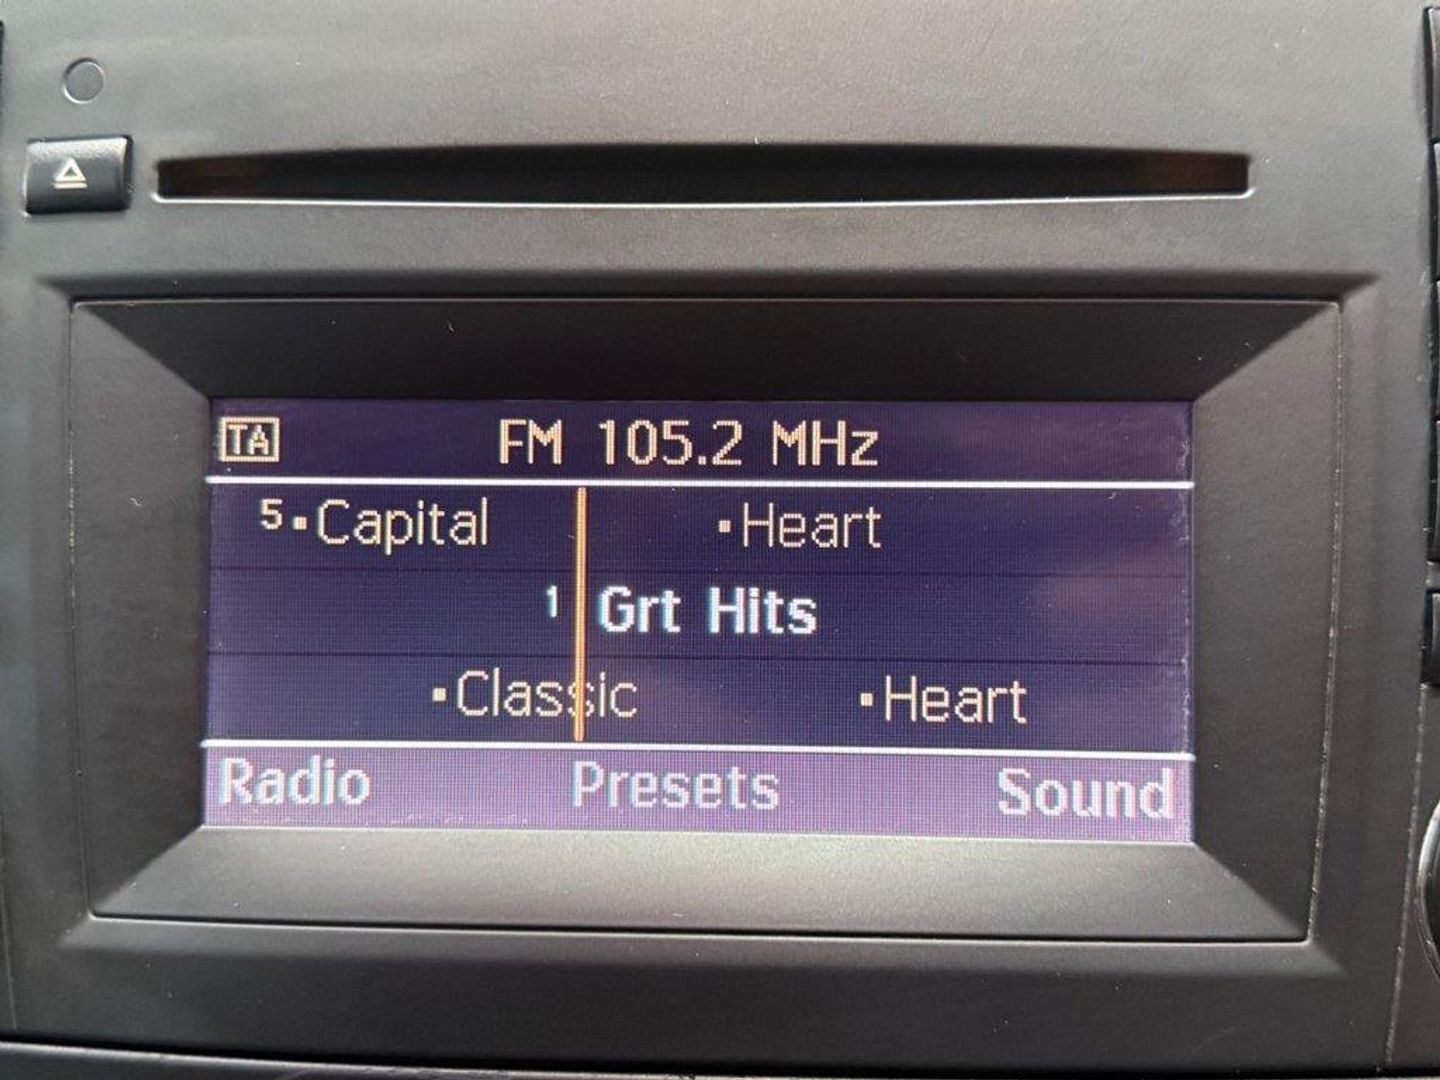 TA FM 105.2 MHz
5 Capital Heart
1 Grt Hits
Classic Heart
Radio Presets Sound